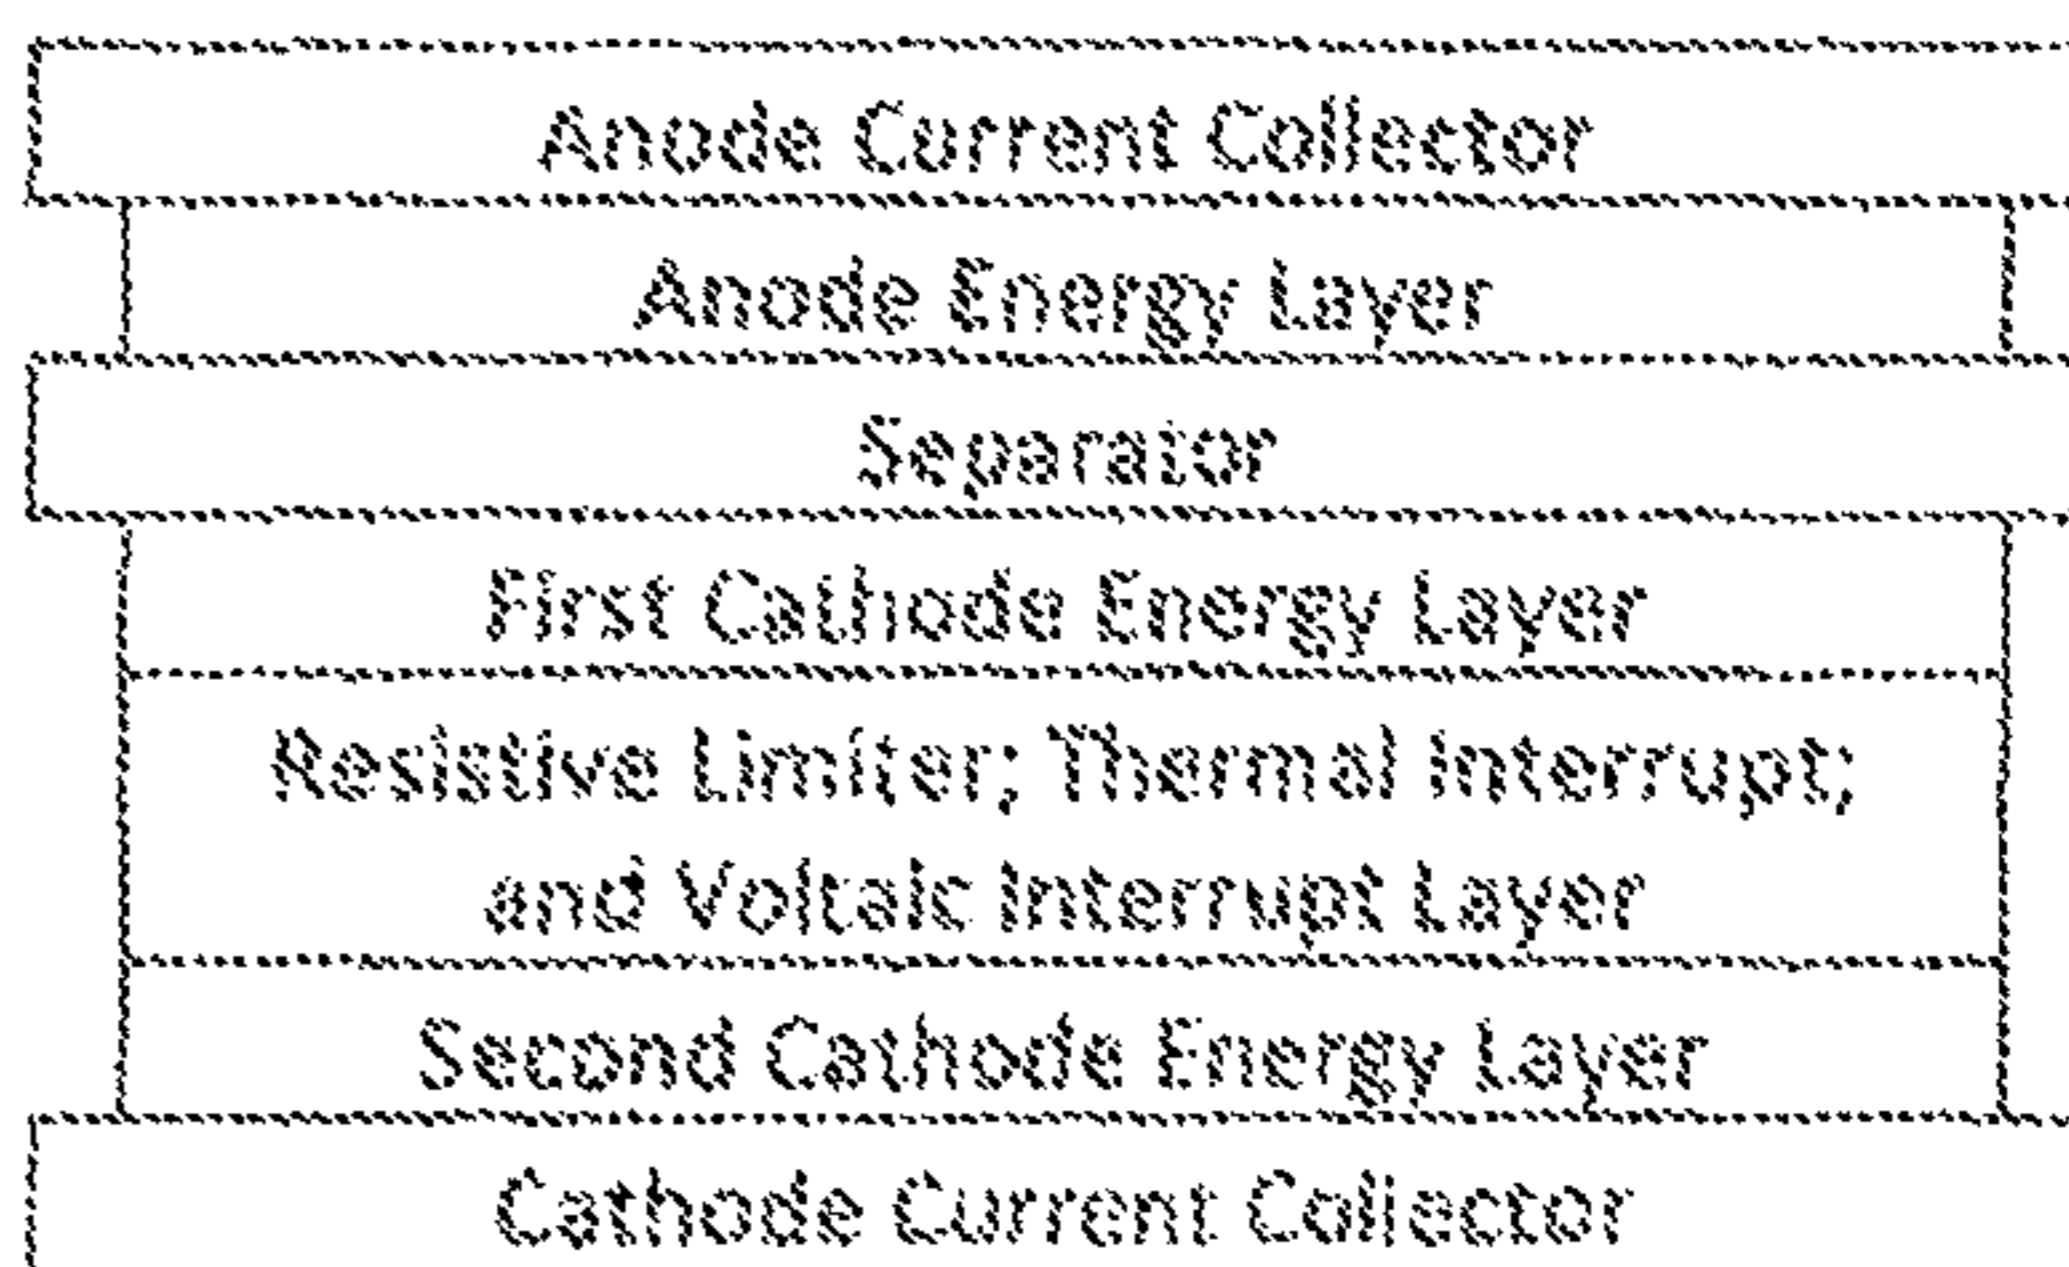 Anode Current Collector
Anode Energy Layer
Separator
First Cathode Energy Layer
Resistive Limiter; Thermal Interrupt;
and Voltaic Interrupt Layer
Second Cathode Energy Layer
Cathode Current Collector